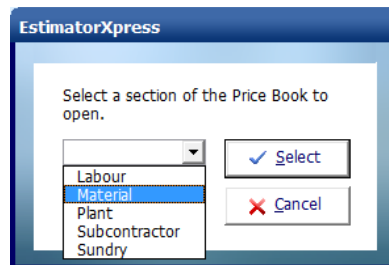 EstimatorXpress
Select a section of the Price Book to
open.
Select
Labour
Material
Plant
Subcontractor
Sundry
Cancel